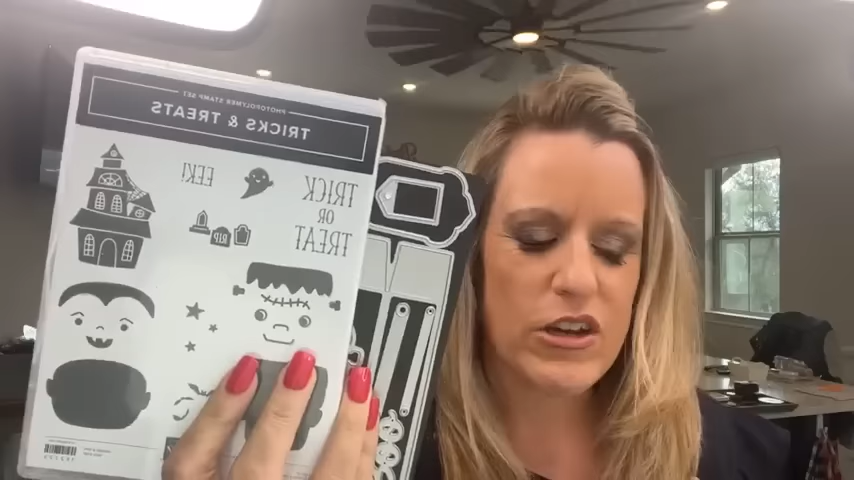 PHOTOPOLYMER STAMP SET
TRICKS & TREATS
EEK!
TRICK
OR
TREAT
RIP